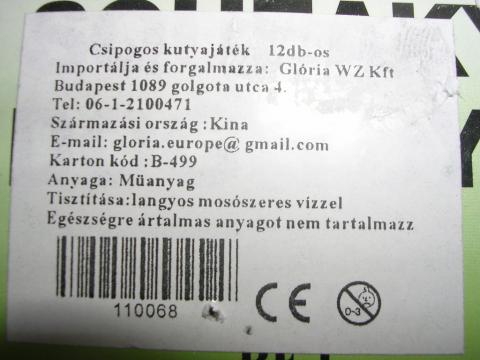 SQUEAKY
Csipogos kutyajáték 12db-os
Importálja és forgalmazza: Glória WZ Kft
Budapest 1089 golgota utca 4.
Tel: 06-1-2100471
Származási ország :Kina
E-mail: gloria.europe@ gmail.com
Karton kód :B-499
Anyaga: Műanyag
Tisztítása:langyos mosószeres vízzel
Egészségre ártalmas anyagot nem tartalmazz
110068
CE
0-3